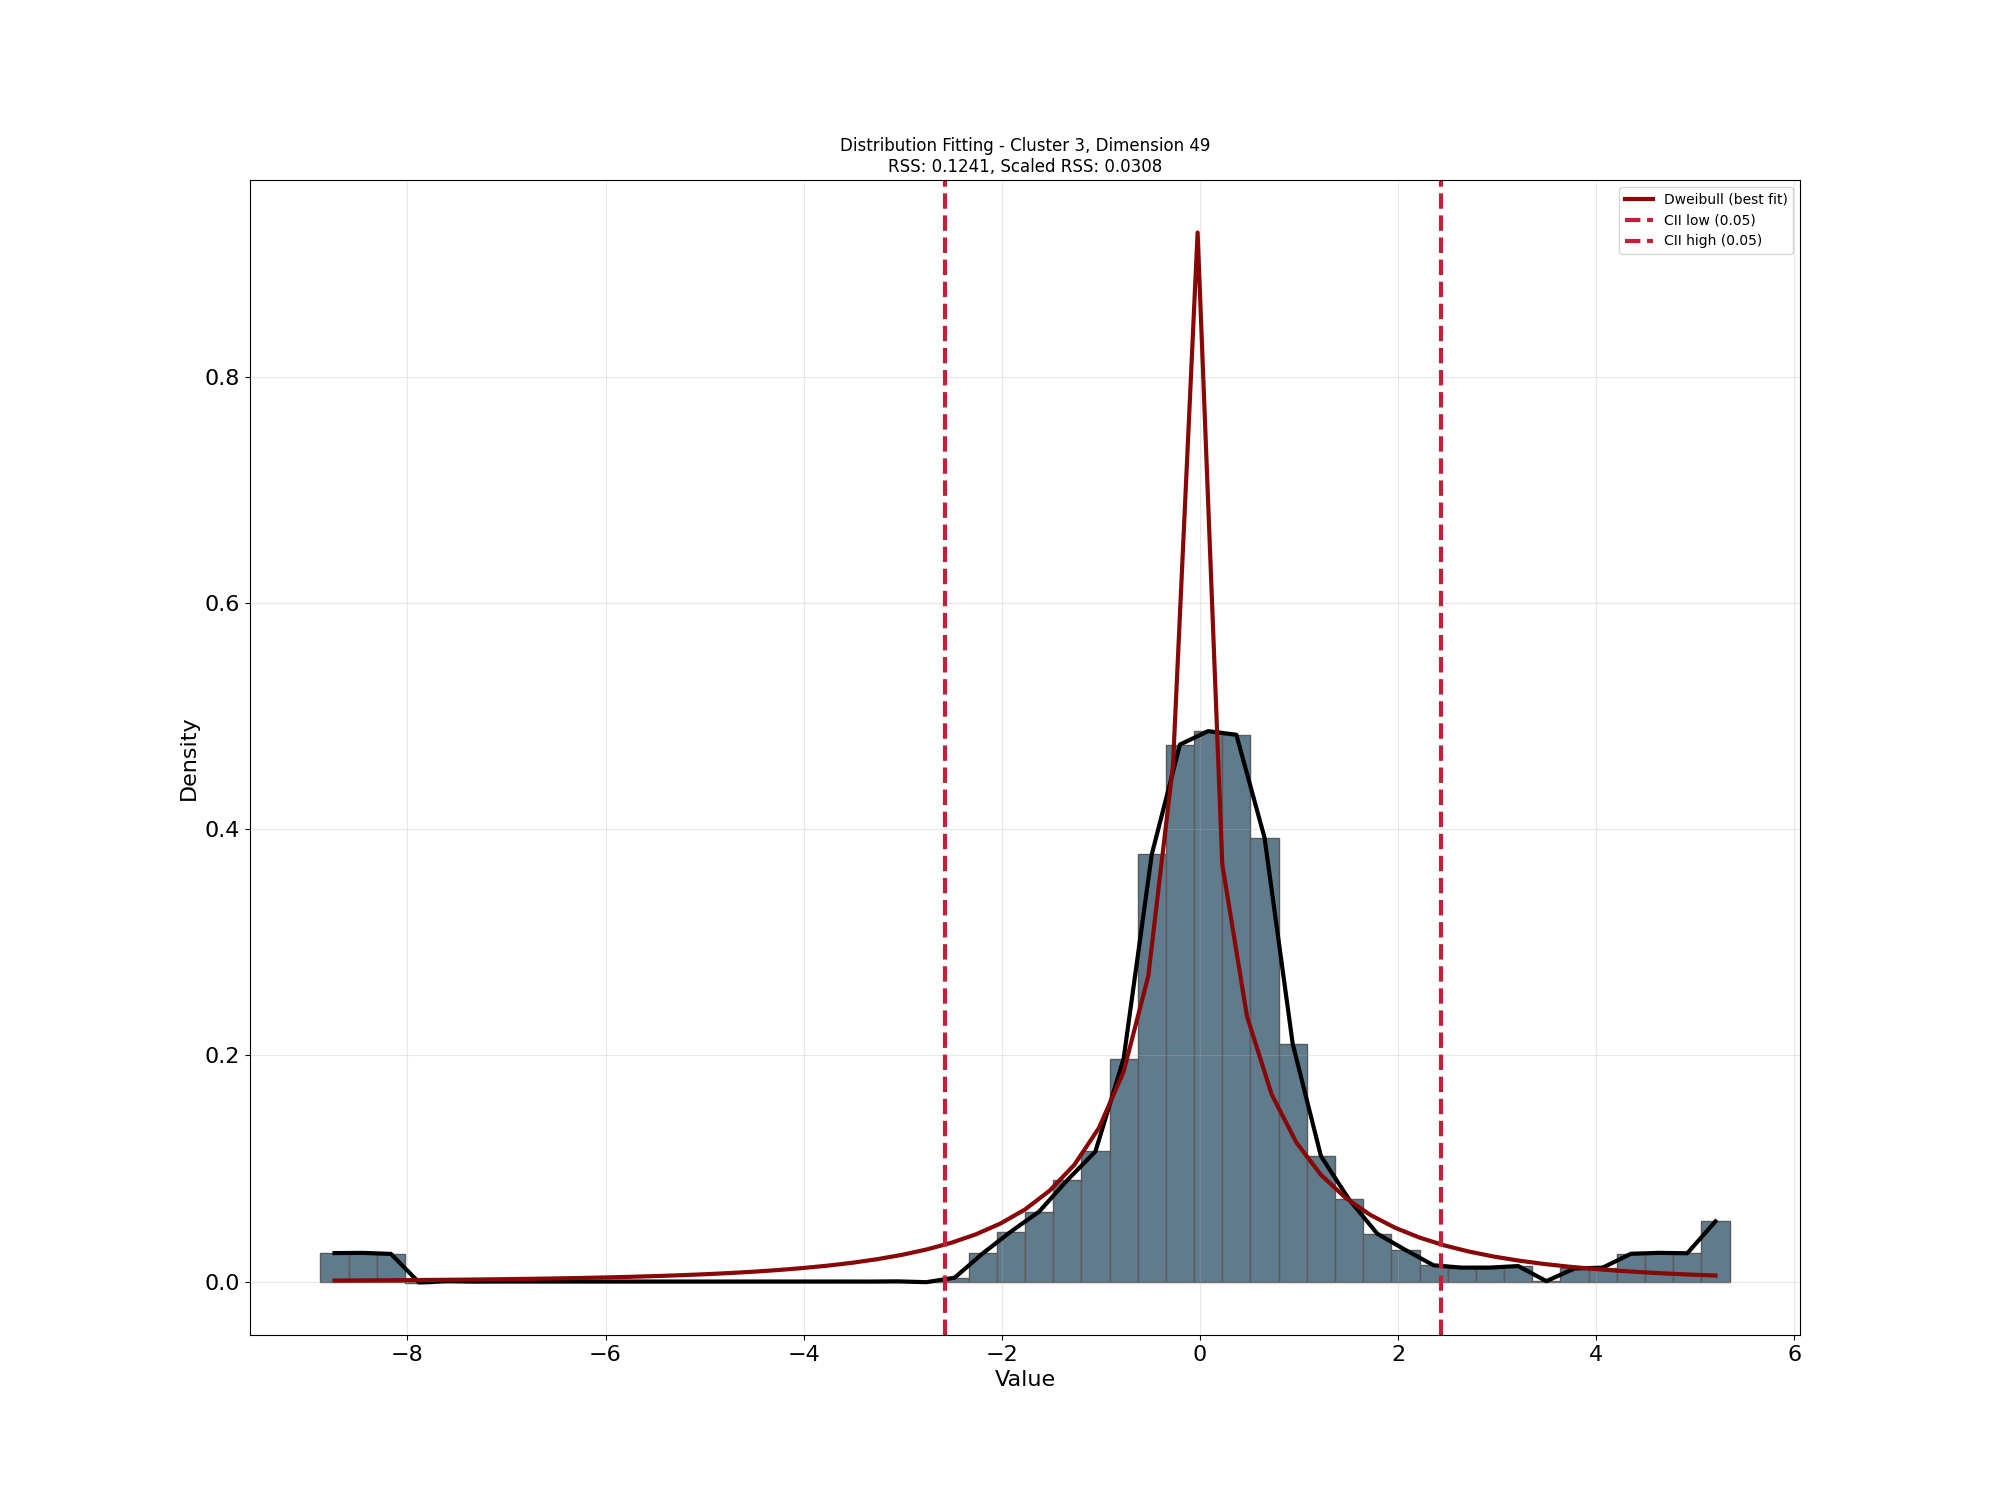 Distribution Fitting - Cluster 3, Dimension 49
RSS: 0.1241, Scaled RSS: 0.0308
Dweibull (best fit)
CII low (0.05)
CII high (0.05)
Density
0.8
0.6
0.4
0.2
0.0
−8 −6 −4 −2 0 2 4 6
Value